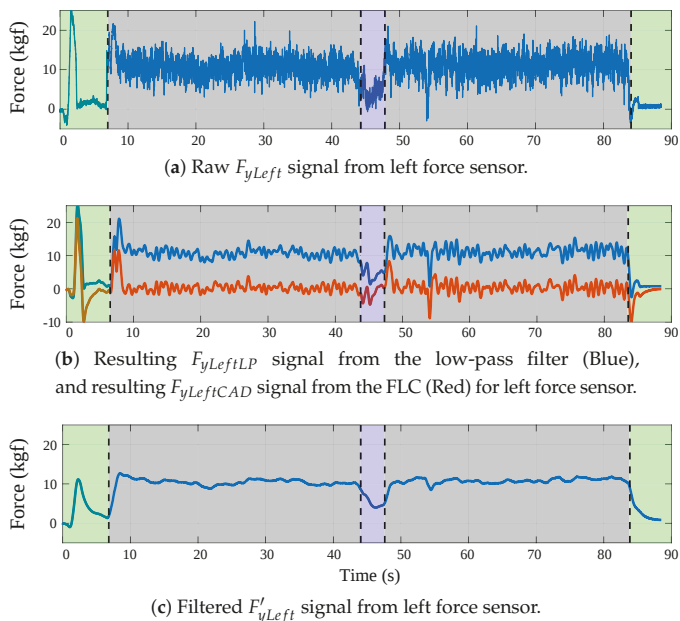 Force (kgf)
20
10
0
0 10 20 30 40 50 60 70 80 90
(a) Raw FyLeft signal from left force sensor.
Force (kgf)
20
10
0
-10
0 10 20 30 40 50 60 70 80 90
(b) Resulting FyLeftLP signal from the low-pass filter (Blue),
and resulting FyLeftCAD signal from the FLC (Red) for left force sensor.
Force (kgf)
20
10
0
0 10 20 30 40 50 60 70 80 90
Time (s)
(c) Filtered F′yLeft signal from left force sensor.